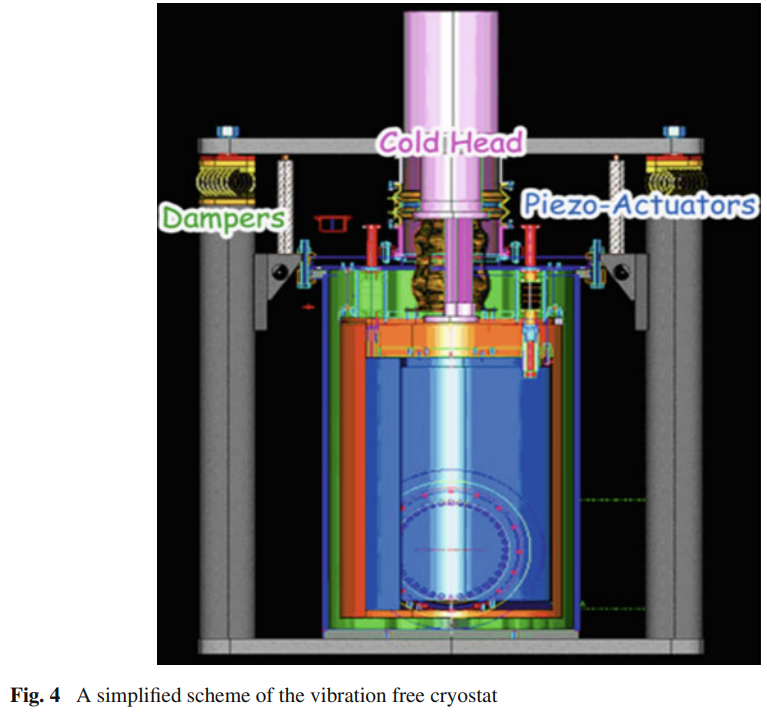 Cold Head
Dampers
Piezo-Actuators
Fig. 4 A simplified scheme of the vibration free cryostat